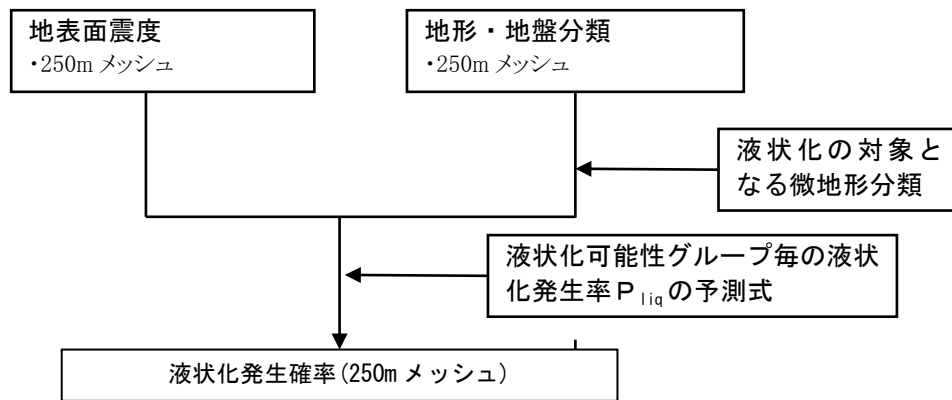 地表面震度
・250m メッシュ
地形・地盤分類
・250m メッシュ
液状化の対象と
なる微地形分類
液状化可能性グループ毎の液状
化発生率Ｐliqの予測式
液状化発生確率(250m メッシュ)